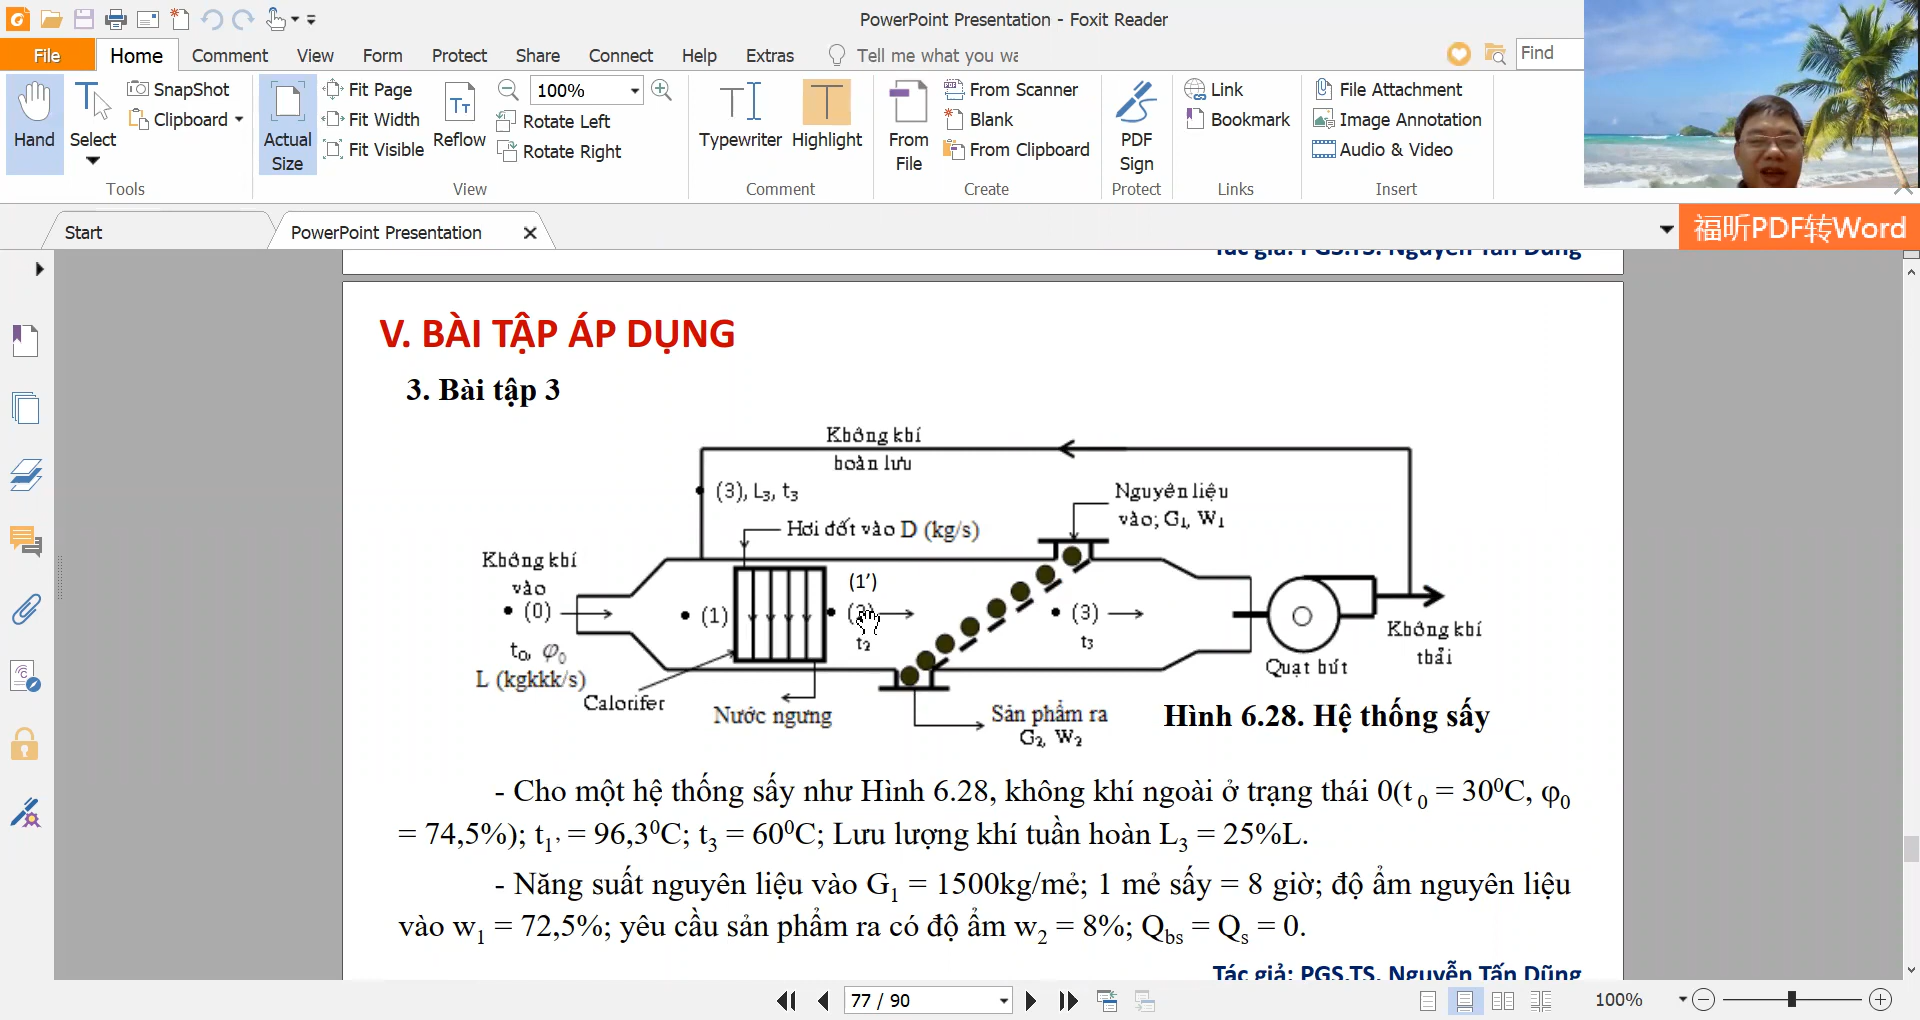 PowerPoint Presentation - Foxit Reader
File Home Comment View Form Protect Share Connect Help Extras Tell me what you wa Find
Hand Select SnapShot Clipboard
Tools
Actual Size Fit Page Fit Width Fit Visible Reflow 100% Rotate Left Rotate Right
View
Typewriter Highlight
Comment
From File From Scanner Blank From Clipboard
Create
PDF Sign
Protect
Link Bookmark
Links
File Attachment Image Annotation Audio & Video
Insert
Start PowerPoint Presentation
福昕PDF转Word
Tác giả: PGS.TS. Nguyễn Tấn Dũng
V. BÀI TẬP ÁP DỤNG
3. Bài tập 3
Không khí
hoàn lưu
(3), L₃, t₃
Nguyên liệu
vào; G₁, W₁
Hơi đốt vào D (kg/s)
Không khí
vào
(0)
t₀, φ₀
L (kgkkk/s)
(1)
(1’)
t₂
(3)
t₃
Calorifer
Nước ngưng
Sản phẩm ra
G₂, W₂
Quạt hút
Không khí
thải
Hình 6.28. Hệ thống sấy
- Cho một hệ thống sấy như Hình 6.28, không khí ngoài ở trạng thái 0(t₀ = 30⁰C, φ₀
= 74,5%); t₁’ = 96,3⁰C; t₃ = 60⁰C; Lưu lượng khí tuần hoàn L₃ = 25%L.
- Năng suất nguyên liệu vào G₁ = 1500kg/mẻ; 1 mẻ sấy = 8 giờ; độ ẩm nguyên liệu
vào w₁ = 72,5%; yêu cầu sản phẩm ra có độ ẩm w₂ = 8%; Q_bs = Q_s = 0.
Tác giả: PGS.TS. Nguyễn Tấn Dũng
77 / 90
100%